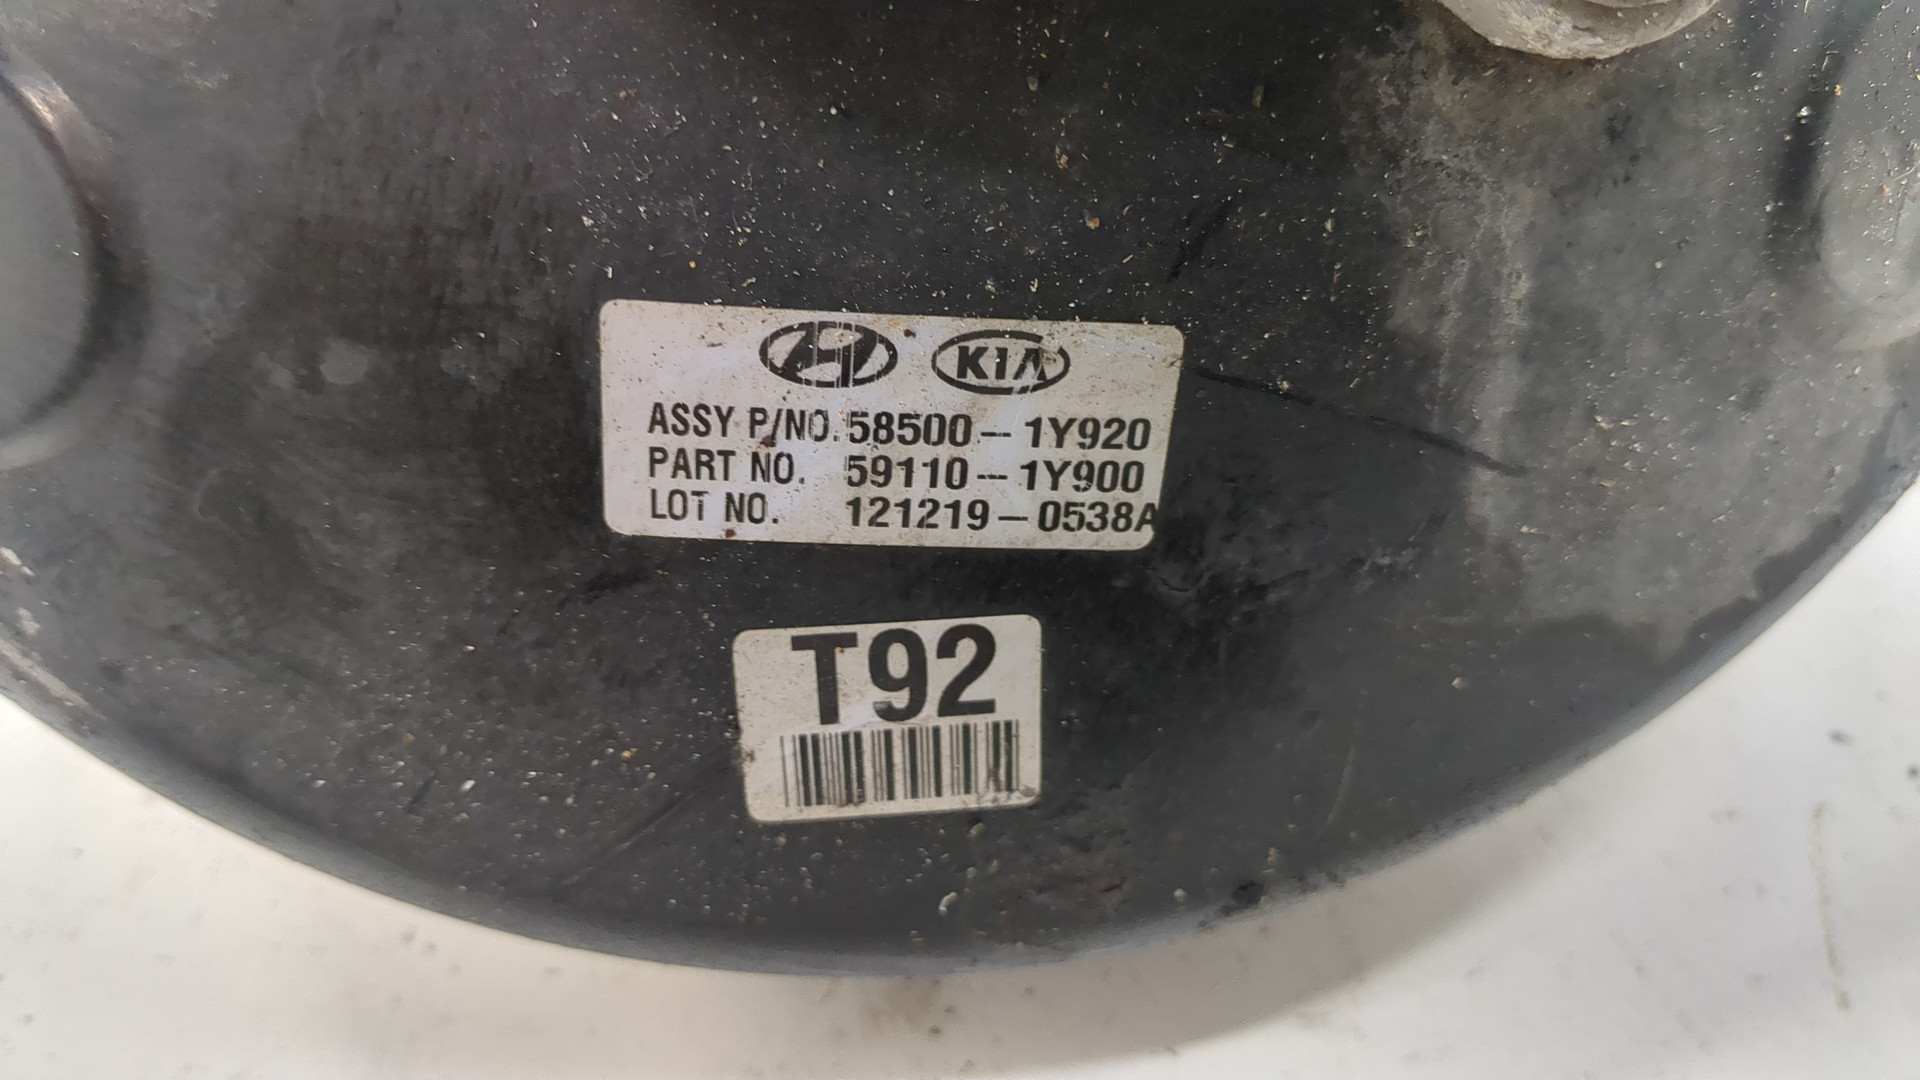 KIA
ASSY P/NO. 58500-1Y920
PART NO. 59110-1Y900
LOT NO. 121219-0538A
T92